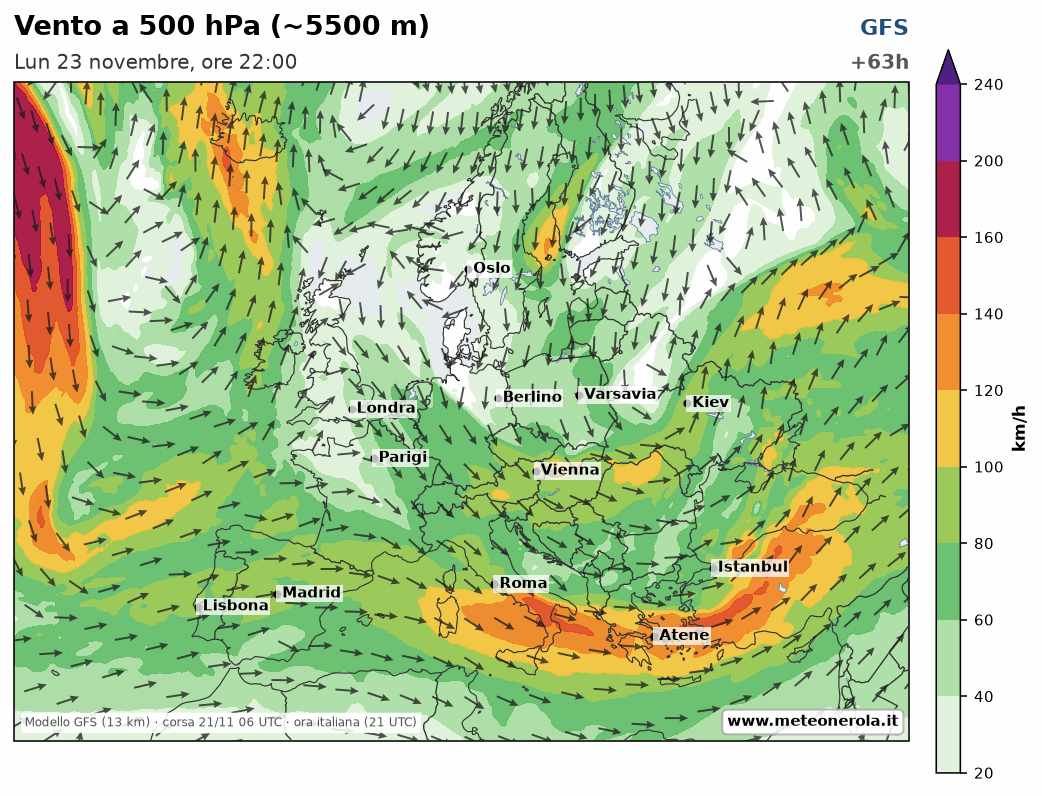 Vento a 500 hPa (~5500 m)
GFS
Lun 23 novembre, ore 22:00
+63h
240
200
160
140
120
100
80
60
40
20
km/h
Oslo
Berlino
Varsavia
Kiev
Londra
Parigi
Vienna
Istanbul
Roma
Madrid
Lisbona
Atene
Modello GFS (13 km) · corsa 21/11 06 UTC · ora italiana (21 UTC)
www.meteonerola.it